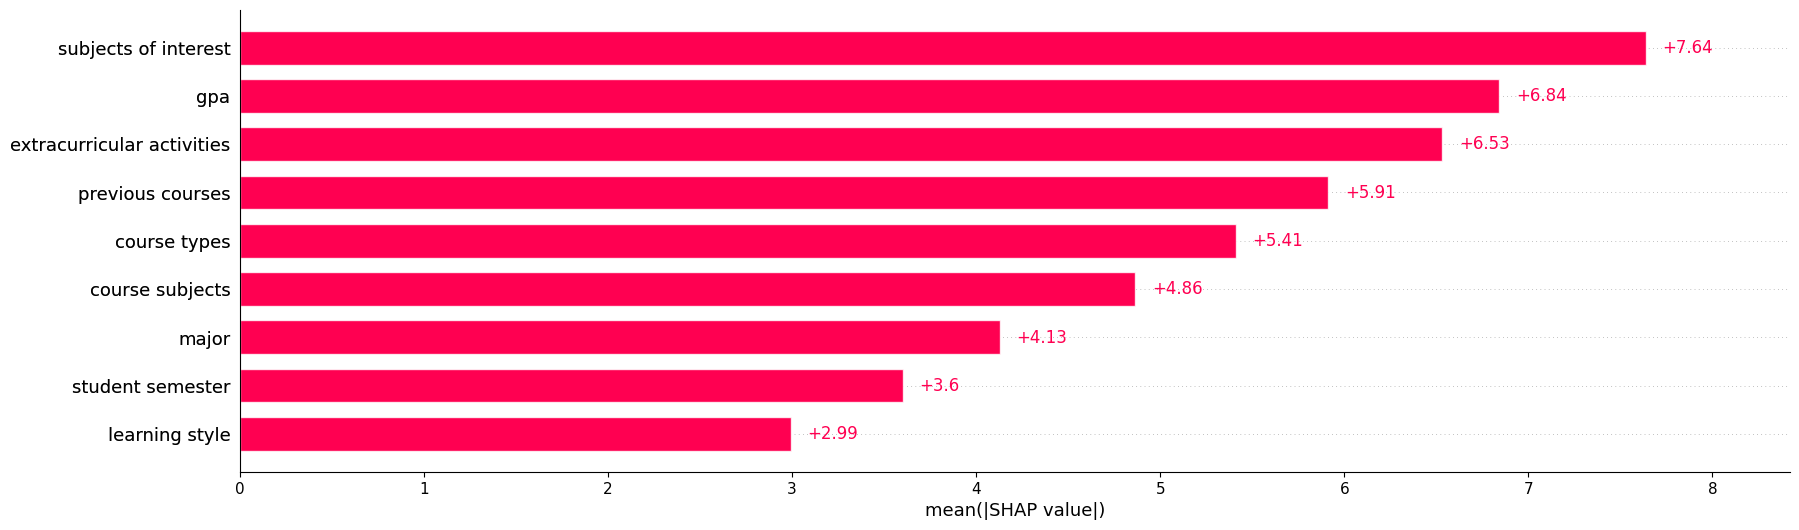 subjects of interest +7.64
gpa +6.84
extracurricular activities +6.53
previous courses +5.91
course types +5.41
course subjects +4.86
major +4.13
student semester +3.6
learning style +2.99
0 1 2 3 4 5 6 7 8
mean(|SHAP value|)